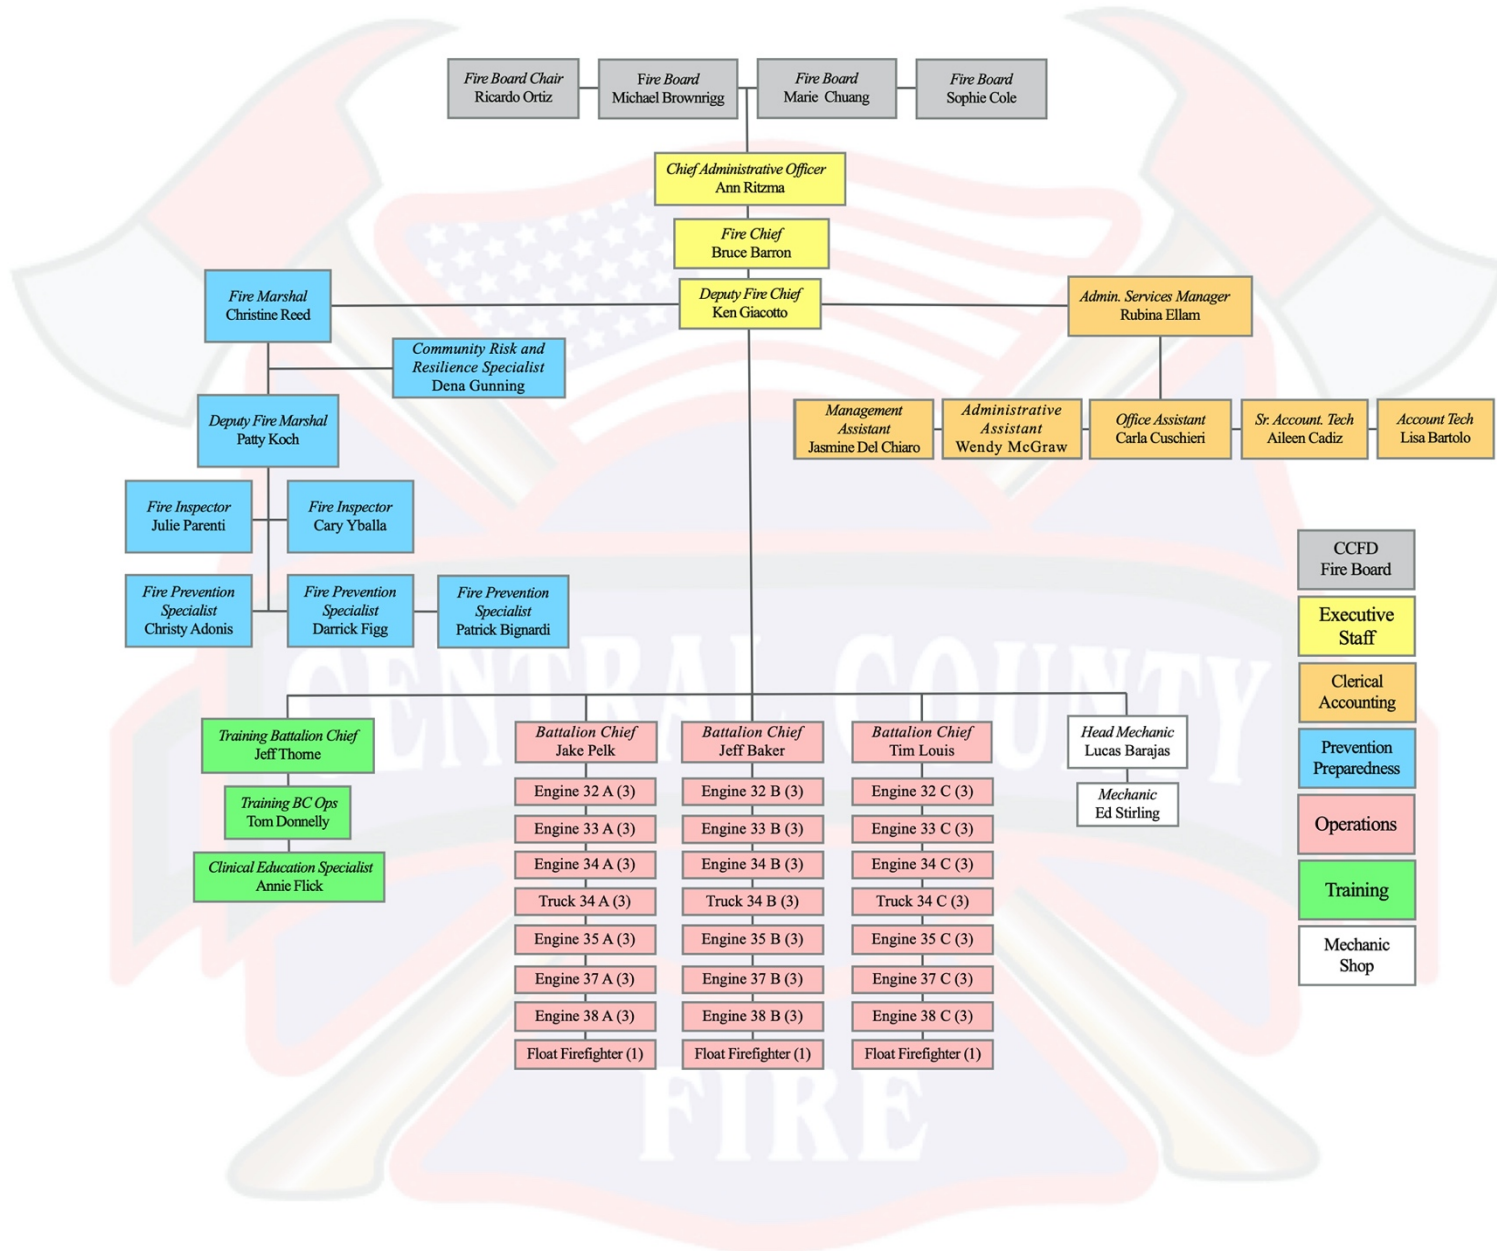 Fire Board Chair
Ricardo Ortiz
Fire Board
Michael Brownrigg
Fire Board
Marie Chuang
Fire Board
Sophie Cole
Chief Administrative Officer
Ann Ritzma
Fire Chief
Bruce Barron
Deputy Fire Chief
Ken Giacotto
Fire Marshal
Christine Reed
Admin. Services Manager
Rubina Ellam
Community Risk and
Resilience Specialist
Dena Gunning
Deputy Fire Marshal
Patty Koch
Management
Assistant
Jasmine Del Chiaro
Administrative
Assistant
Wendy McGraw
Office Assistant
Carla Cuschieri
Sr. Account. Tech
Aileen Cadiz
Account Tech
Lisa Bartolo
Fire Inspector
Julie Parenti
Fire Inspector
Cary Yballa
Fire Prevention
Specialist
Christy Adonis
Fire Prevention
Specialist
Darrick Figg
Fire Prevention
Specialist
Patrick Bignardi
CCFD
Fire Board
Executive
Staff
Clerical
Accounting
Prevention
Preparedness
Operations
Training
Mechanic
Shop
CENTRAL COUNTY
Training Battalion Chief
Jeff Thorne
Training BC Ops
Tom Donnelly
Clinical Education Specialist
Annie Flick
Battalion Chief
Jake Pelk
Engine 32 A (3)
Engine 33 A (3)
Engine 34 A (3)
Truck 34 A (3)
Engine 35 A (3)
Engine 37 A (3)
Engine 38 A (3)
Float Firefighter (1)
Battalion Chief
Jeff Baker
Engine 32 B (3)
Engine 33 B (3)
Engine 34 B (3)
Truck 34 B (3)
Engine 35 B (3)
Engine 37 B (3)
Engine 38 B (3)
Float Firefighter (1)
Battalion Chief
Tim Louis
Engine 32 C (3)
Engine 33 C (3)
Engine 34 C (3)
Truck 34 C (3)
Engine 35 C (3)
Engine 37 C (3)
Engine 38 C (3)
Float Firefighter (1)
Head Mechanic
Lucas Barajas
Mechanic
Ed Stirling
FIRE